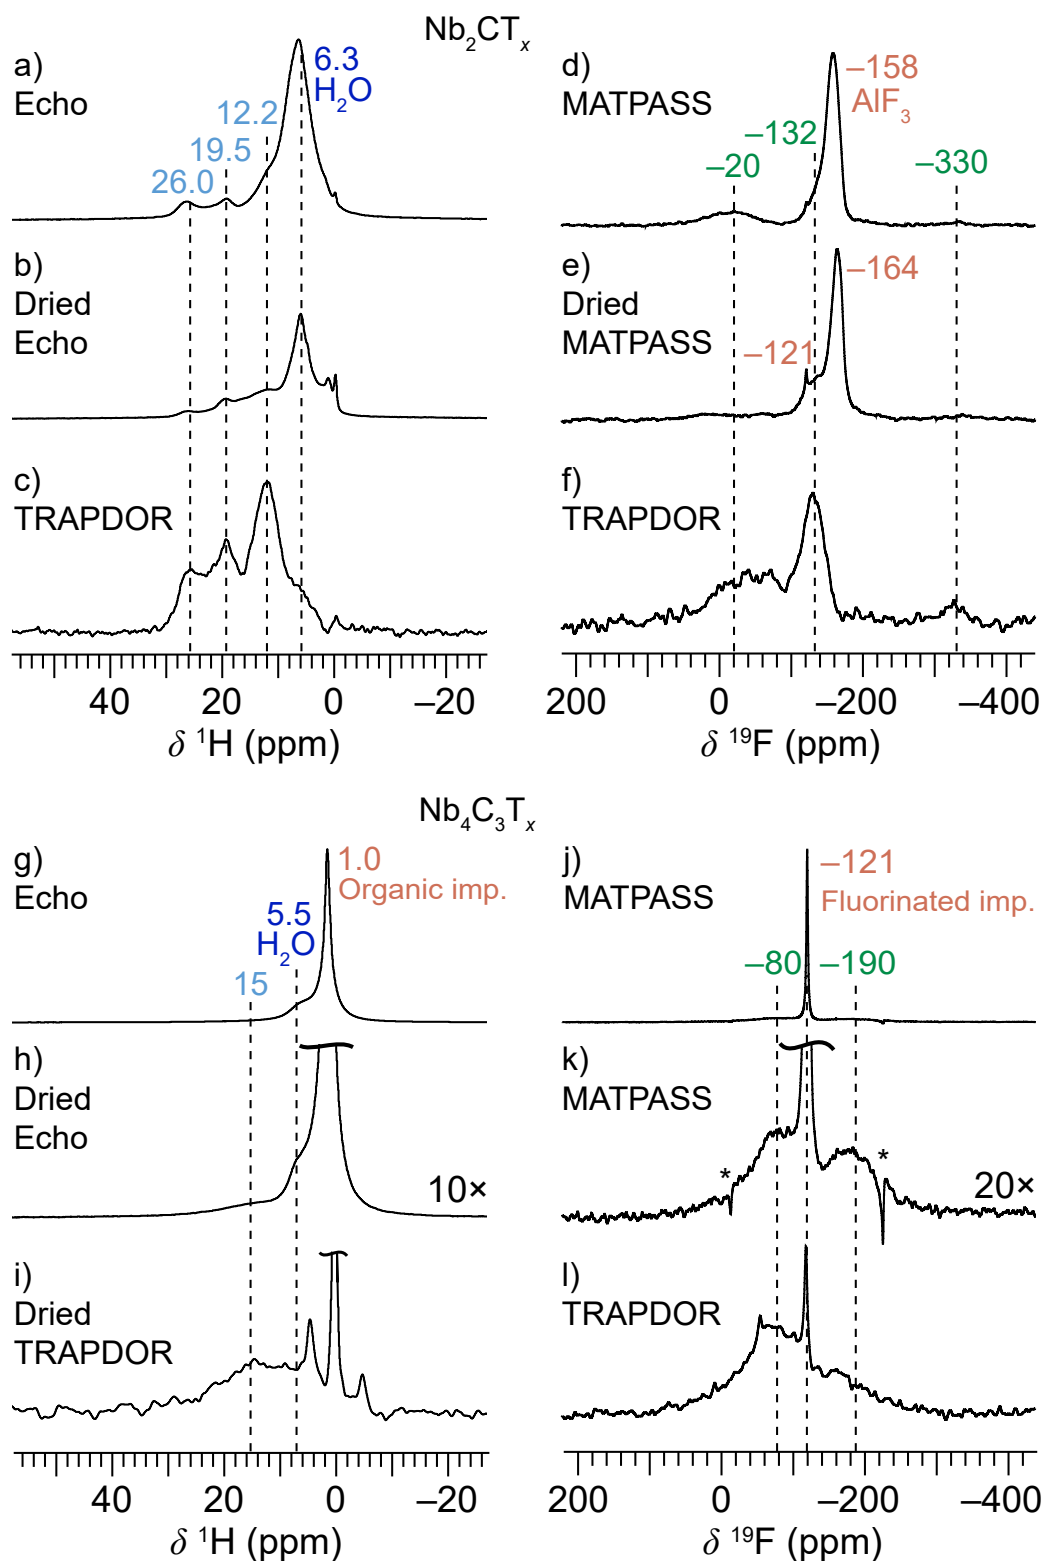 Nb₂CTₓ
a)
Echo
6.3
H₂O
12.2
19.5
26.0
b)
Dried
Echo
c)
TRAPDOR
40 20 0 –20
δ ¹H (ppm)
d)
MATPASS
–158
AlF₃
–132
–20
–330
e)
Dried
MATPASS
–164
–121
f)
TRAPDOR
200 0 –200 –400
δ ¹⁹F (ppm)
Nb₄C₃Tₓ
g)
Echo
1.0
Organic imp.
5.5
H₂O
15
h)
Dried
Echo
10×
i)
Dried
TRAPDOR
40 20 0 –20
δ ¹H (ppm)
j)
MATPASS
–121
Fluorinated imp.
–80 –190
k)
MATPASS
* *
20×
l)
TRAPDOR
200 0 –200 –400
δ ¹⁹F (ppm)